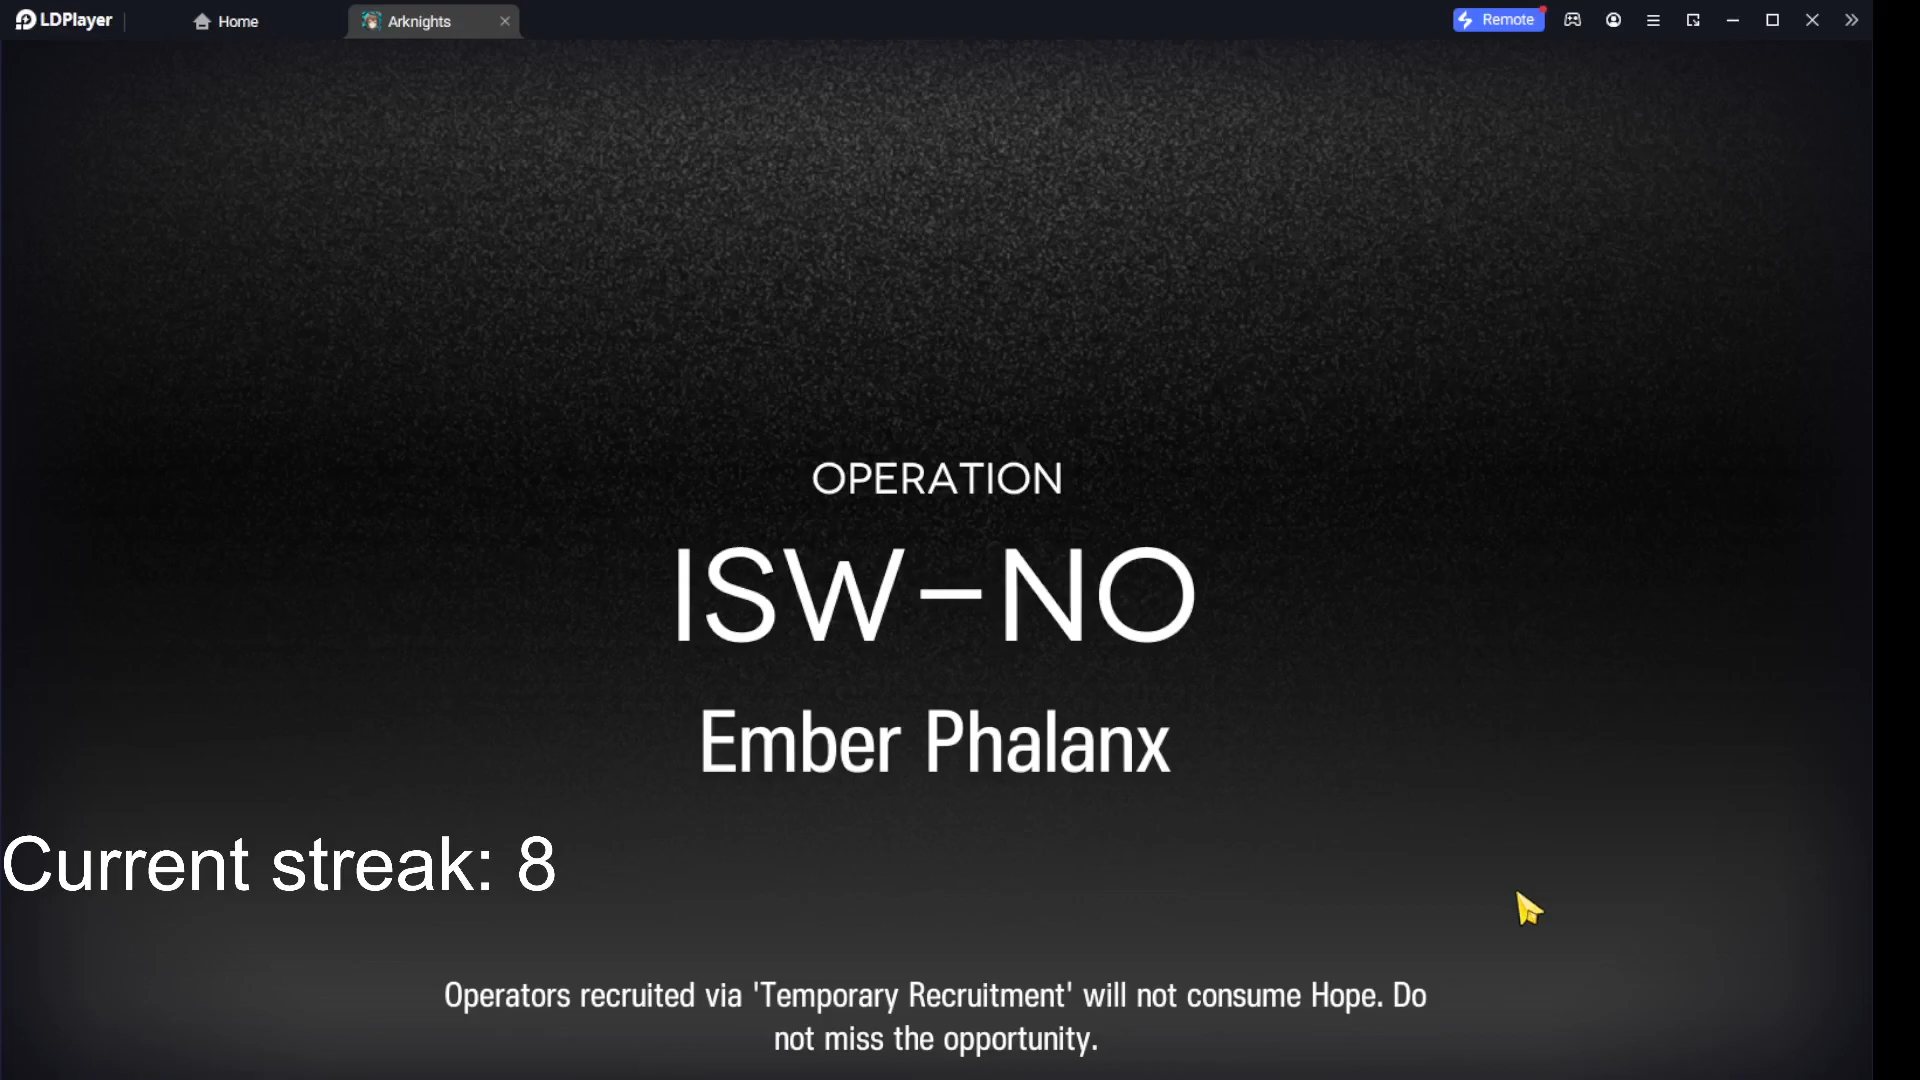 LDPlayer
Home
Arknights
Remote
OPERATION
ISW-NO
Ember Phalanx
Current streak: 8
Operators recruited via 'Temporary Recruitment' will not consume Hope. Do
not miss the opportunity.